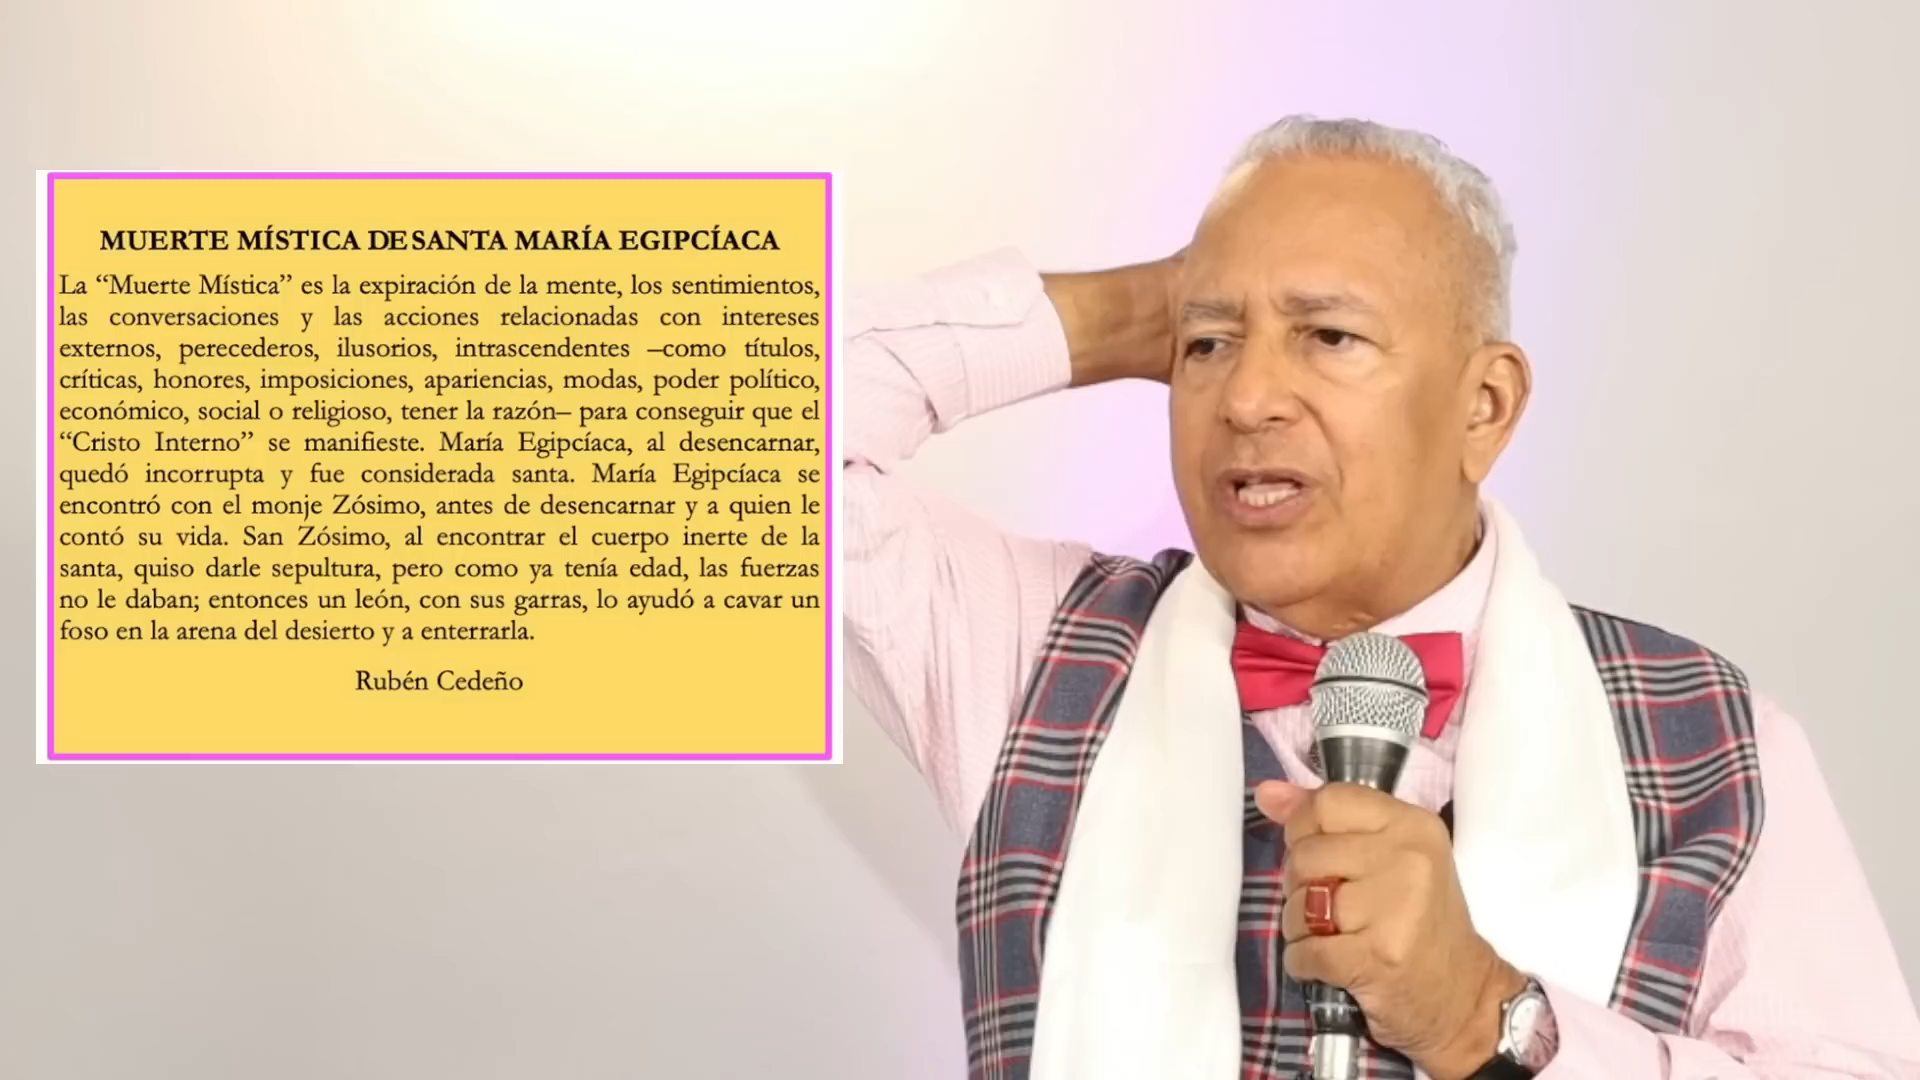 MUERTE MÍSTICA DE SANTA MARÍA EGIPCÍACA
La “Muerte Mística” es la expiración de la mente, los sentimientos,
las conversaciones y las acciones relacionadas con intereses
externos, perecederos, ilusorios, intrascendentes –como títulos,
críticas, honores, imposiciones, apariencias, modas, poder político,
económico, social o religioso, tener la razón– para conseguir que el
“Cristo Interno” se manifieste. María Egipcíaca, al desencarnar,
quedó incorrupta y fue considerada santa. María Egipcíaca se
encontró con el monje Zósimo, antes de desencarnar y a quien le
contó su vida. San Zósimo, al encontrar el cuerpo inerte de la
santa, quiso darle sepultura, pero como ya tenía edad, las fuerzas
no le daban; entonces un león, con sus garras, lo ayudó a cavar un
foso en la arena del desierto y a enterrarla.
Rubén Cedeño